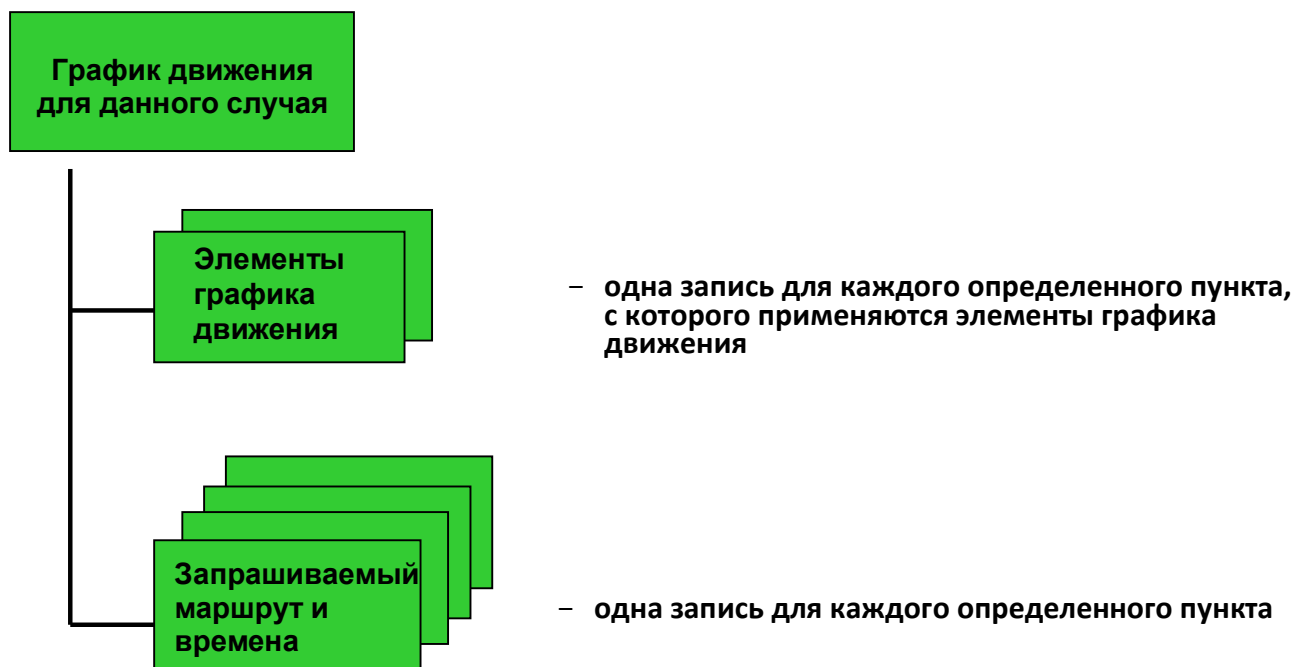 График движения
для данного случая
Элементы
графика
движения
– одна запись для каждого определенного пункта,
с которого применяются элементы графика
движения
Запрашиваемый
маршрут и
времена
– одна запись для каждого определенного пункта